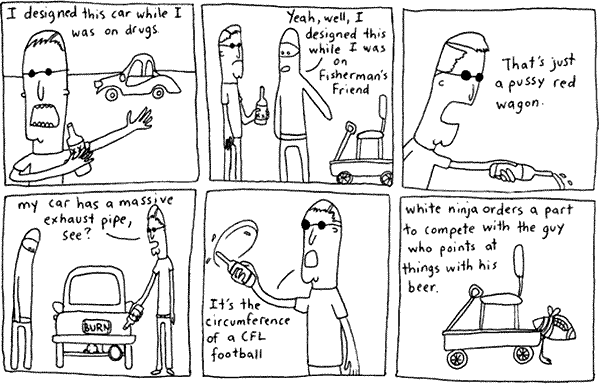 I designed this car while I
was on drugs.
Yeah, well, I
designed this
while I was
on
Fisherman's
Friend
That's just
a pussy red
wagon.
my car has a massive
exhaust pipe,
see?
BURN
It's the
circumference
of a CFL
football
white ninja orders a part
to compete with the guy
who points at
things with his
beer.